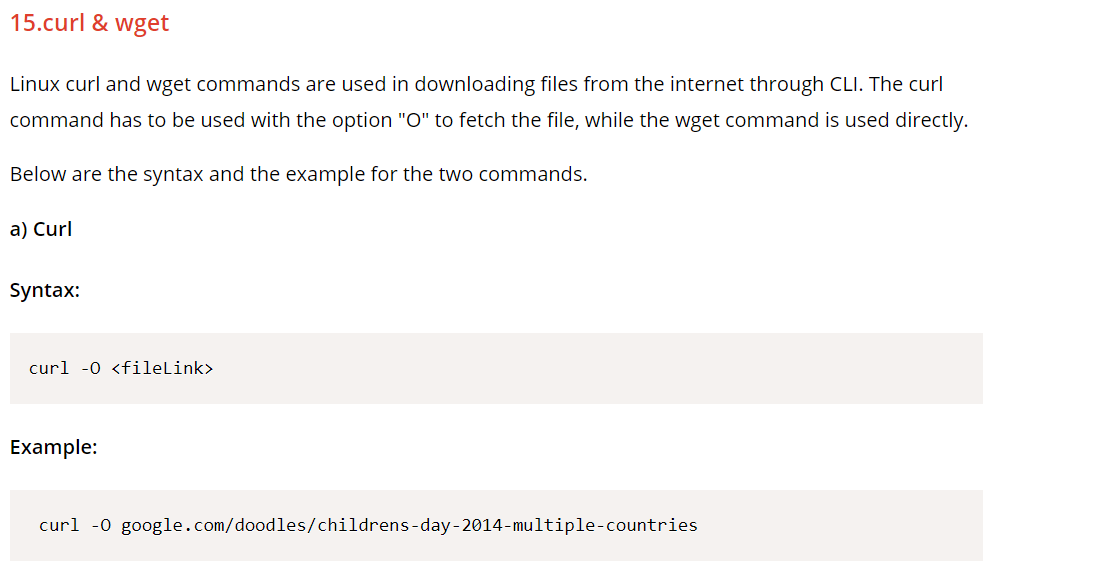 15.curl & wget
Linux curl and wget commands are used in downloading files from the internet through CLI. The curl
command has to be used with the option "O" to fetch the file, while the wget command is used directly.
Below are the syntax and the example for the two commands.
a) Curl
Syntax:
curl -O <fileLink>
Example:
curl -O google.com/doodles/childrens-day-2014-multiple-countries